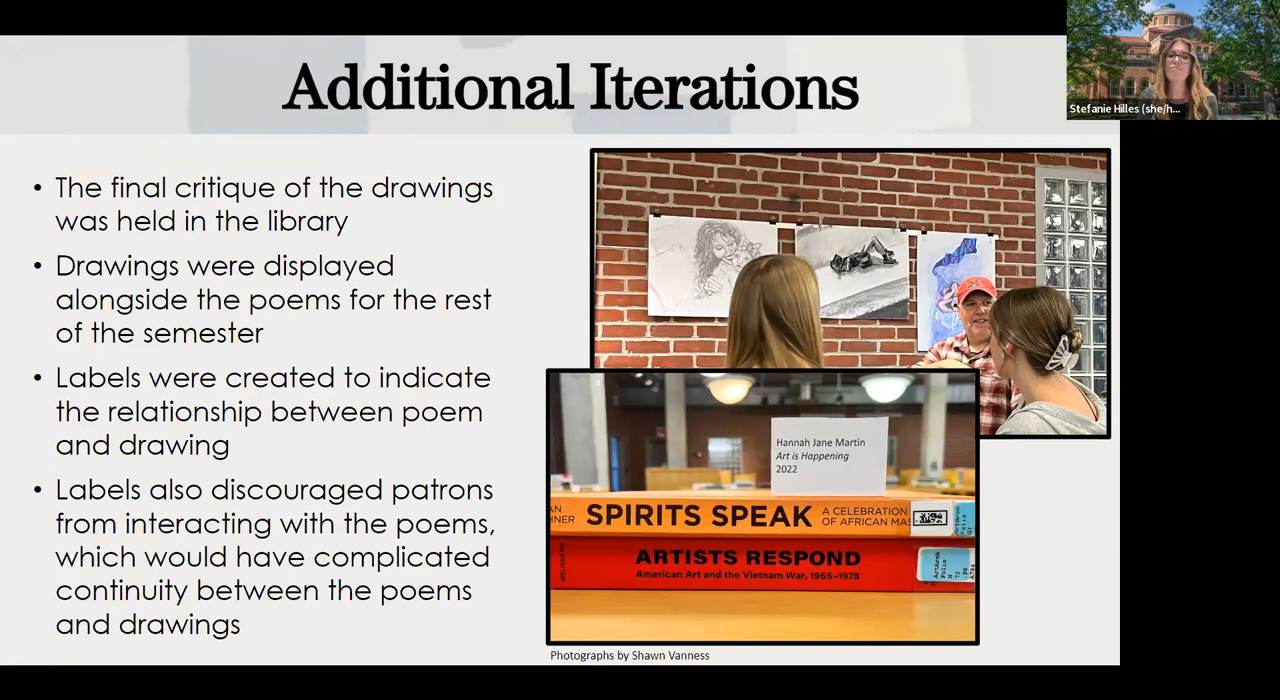 Additional Iterations
Stefanie Hilles (she/h...
• The final critique of the drawings
was held in the library
• Drawings were displayed
alongside the poems for the rest
of the semester
• Labels were created to indicate
the relationship between poem
and drawing
• Labels also discouraged patrons
from interacting with the poems,
which would have complicated
continuity between the poems
and drawings
Hannah Jane Martin
Art is Happening
2022
SPIRITS SPEAK
A CELEBRATION
OF AFRICAN MAS
ARTISTS RESPOND
American Art and the Vietnam War, 1965–1975
Photographs by Shawn Vanness